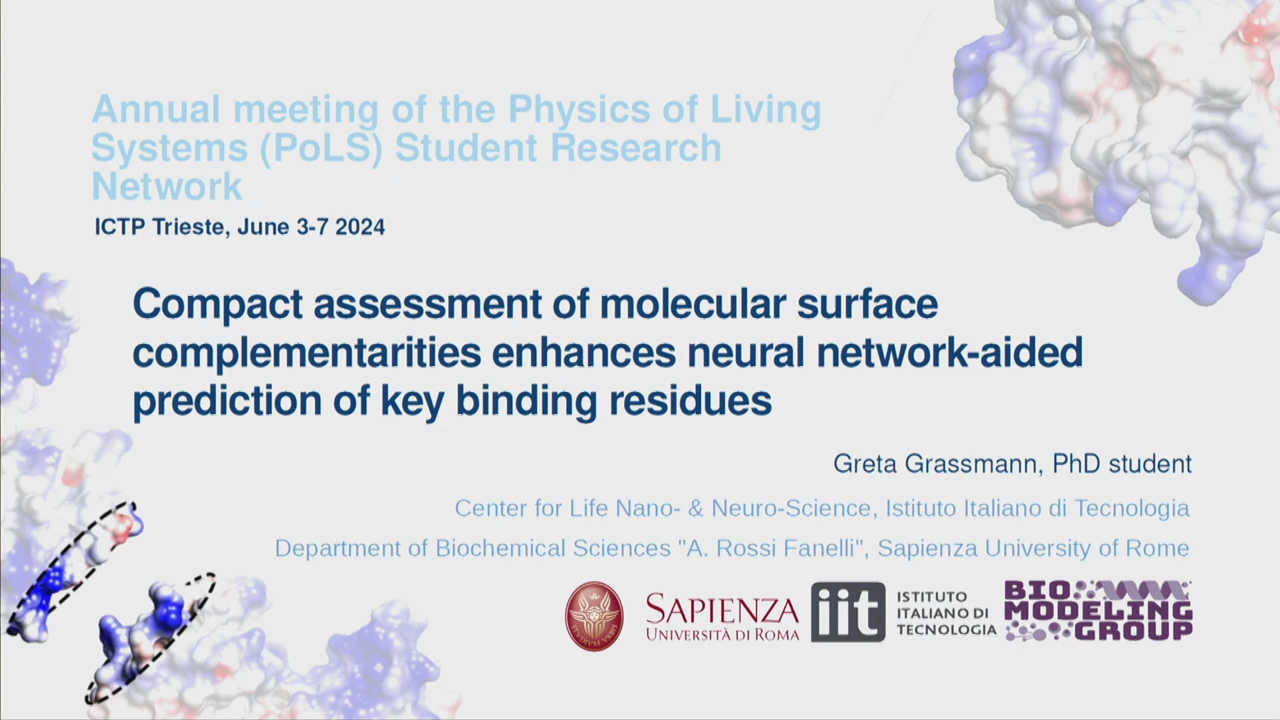 Annual meeting of the Physics of Living
Systems (PoLS) Student Research
Network
ICTP Trieste, June 3-7 2024
Compact assessment of molecular surface
complementarities enhances neural network-aided
prediction of key binding residues
Greta Grassmann, PhD student
Center for Life Nano- & Neuro-Science, Istituto Italiano di Tecnologia
Department of Biochemical Sciences "A. Rossi Fanelli", Sapienza University of Rome
SAPIENZA
UNIVERSITÀ DI ROMA
iit
ISTITUTO
ITALIANO DI
TECNOLOGIA
BIO
MODELING
GROUP